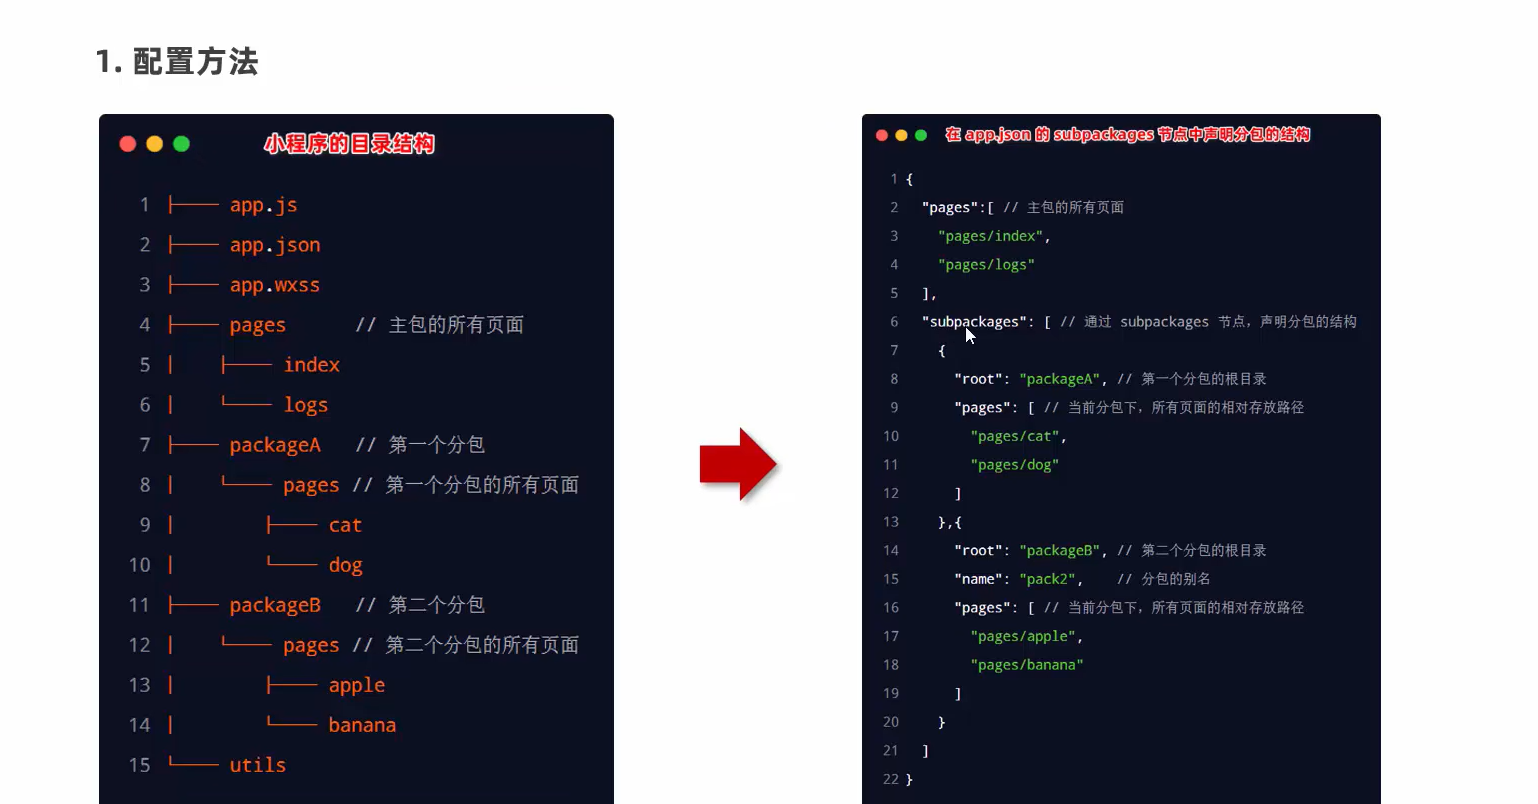 1. 配置方法
小程序的目录结构
1 ├── app.js
2 ├── app.json
3 ├── app.wxss
4 ├── pages // 主包的所有页面
5 │ ├── index
6 │ └── logs
7 ├── packageA // 第一个分包
8 │ └── pages // 第一个分包的所有页面
9 │ ├── cat
10 │ └── dog
11 ├── packageB // 第二个分包
12 │ └── pages // 第二个分包的所有页面
13 │ ├── apple
14 │ └── banana
15 └── utils
在 app.json 的 subpackages 节点中声明分包的结构
1 {
2 "pages":[ // 主包的所有页面
3 "pages/index",
4 "pages/logs"
5 ],
6 "subpackages": [ // 通过 subpackages 节点，声明分包的结构
7 {
8 "root": "packageA", // 第一个分包的根目录
9 "pages": [ // 当前分包下，所有页面的相对存放路径
10 "pages/cat",
11 "pages/dog"
12 ]
13 },{
14 "root": "packageB", // 第二个分包的根目录
15 "name": "pack2", // 分包的别名
16 "pages": [ // 当前分包下，所有页面的相对存放路径
17 "pages/apple",
18 "pages/banana"
19 ]
20 }
21 ]
22 }